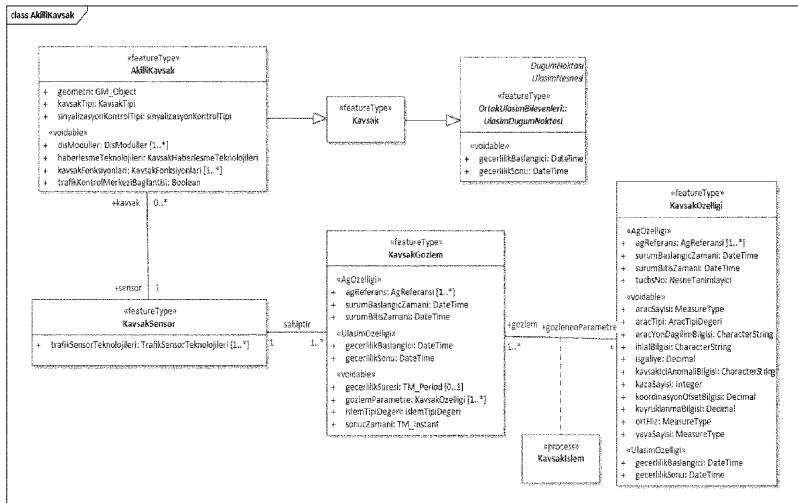 class AkilliKavsak
«featureType»
AkilliKavsak
+ geometri: GM_Object
+ kavsakTipi: KavsakTipi
+ sinyalizasyonKontrolTipi: sinyalizasyonKontrolTipi
«voidable»
+ disModuller: DisModuller [1..*]
+ haberlesmeTeknolojileri: KavsakHaberlesmeTeknolojileri
+ kavsakFonksiyonlari: KavsakFonksiyonlari [1..*]
+ trafikKontrolMerkeziBaglantisi: Boolean
«featureType»
Kavsak
DugumNoktasi
UlasimNesnesi
«featureType»
OrtakUlasimBilesenleri::
UlasimDugumNoktasi
«voidable»
+ gecerlilikBaslangici: DateTime
+ gecerlilikSonu: DateTime
+kavsak 0..*
+sensor 1
«featureType»
KavsakSensor
+ trafikSensorTeknolojileri: TrafikSensorTeknolojileri [1..*]
sahiptir
1 1..*
«featureType»
KavsakGozlem
«AgOzelligi»
+ agReferans: AgReferansi [1..*]
+ surumBaslangicZamani: DateTime
+ surumBitisZamani: DateTime
«UlasimOzelligi»
+ gecerlilikBaslangici: DateTime
+ gecerlilikSonu: DateTime
«voidable»
+ gecerlilikSuresi: TM_Period [0..3]
+ gozlemParametre: KavsakOzelligi [1..*]
+ islemTipiDegeri: islemTipiDegeri
+ sonucZamani: TM_Instant
+gozlem +gozlenenParametre
1..* *
«process»
KavsakIslem
«featureType»
KavsakOzelligi
«AgOzelligi»
+ agReferans: AgReferansi [1..*]
+ surumBaslangicZamani: DateTime
+ surumBitisZamani: DateTime
+ tucbsNo: NesneTanimlayici
«voidable»
+ aracSayisi: MeasureType
+ aracTipi: AracTipiDegeri
+ aracYonDagilimBilgisi: CharacterString
+ ihlalBilgisi: CharacterString
+ isgaliye: Decimal
+ kavsakIciAnomaliBilgisi: CharacterString
+ kazaSayisi: Integer
+ koordinasyonOfsetBilgisi: Decimal
+ kuyruklanmaBilgisi: Decimal
+ ortHiz: MeasureType
+ yayaSayisi: MeasureType
«UlasimOzelligi»
+ gecerlilikBaslangici: DateTime
+ gecerlilikSonu: DateTime